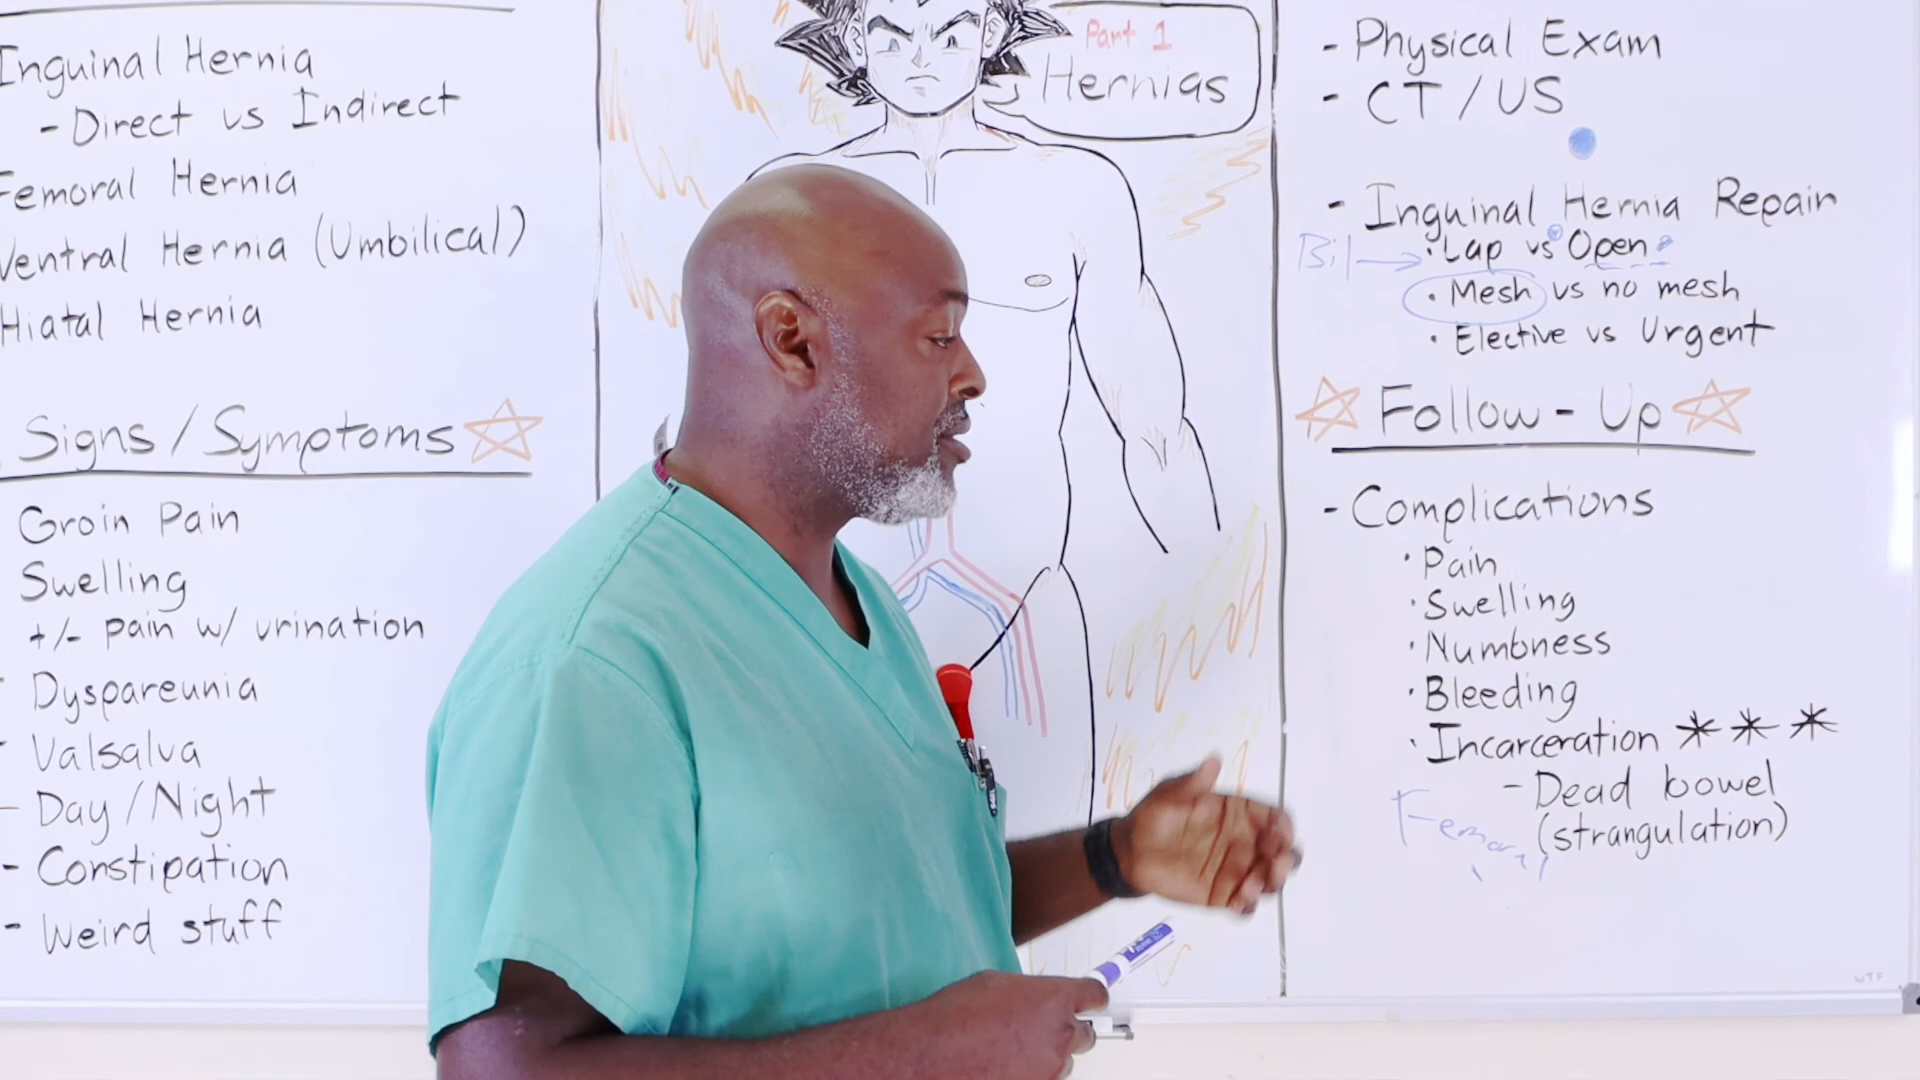 Inguinal Hernia
- Direct vs Indirect
Femoral Hernia
Ventral Hernia (Umbilical)
Hiatal Hernia
Signs / Symptoms
Groin Pain
Swelling
+/- pain w/ urination
- Dyspareunia
- Valsalva
- Day / Night
- Constipation
- Weird stuff
Part 1
Hernias
- Physical Exam
- CT / US
- Inguinal Hernia Repair
Bil → · Lap vs Open
· Mesh vs no mesh
· Elective vs Urgent
Follow-Up
- Complications
· Pain
· Swelling
· Numbness
· Bleeding
· Incarceration * * *
- Dead bowel
Femoral (strangulation)
WTF